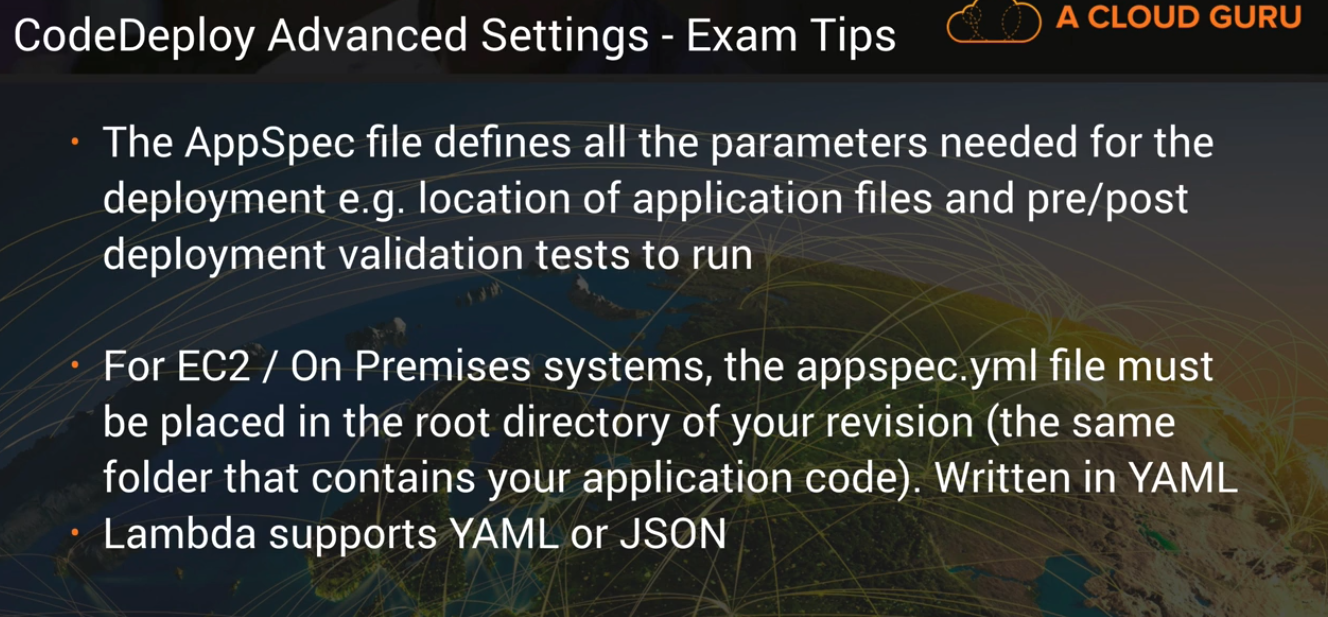 CodeDeploy Advanced Settings - Exam Tips
A CLOUD GURU
• The AppSpec file defines all the parameters needed for the
deployment e.g. location of application files and pre/post
deployment validation tests to run
• For EC2 / On Premises systems, the appspec.yml file must
be placed in the root directory of your revision (the same
folder that contains your application code). Written in YAML
• Lambda supports YAML or JSON